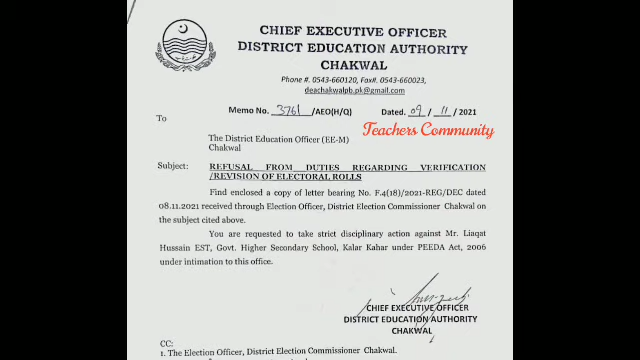 CHIEF EXECUTIVE OFFICER
DISTRICT EDUCATION AUTHORITY
CHAKWAL
Phone #. 0543-660120, Fax#. 0543-660023,
deachakwalpb.pk@gmail.com
Memo No. 3761 /AEO(H/Q) Dated. 09 / 11 / 2021
Teachers Community
To
The District Education Officer (EE-M)
Chakwal
Subject: REFUSAL FROM DUTIES REGARDING VERIFICATION
/REVISION OF ELECTORAL ROLLS
Find enclosed a copy of letter bearing No. F.4(18)/2021-REG/DEC dated
08.11.2021 received through Election Officer, District Election Commissioner Chakwal on
the subject cited above.
You are requested to take strict disciplinary action against Mr. Liaqat
Hussain EST, Govt. Higher Secondary School, Kalar Kahar under PEEDA Act, 2006
under intimation to this office.
CHIEF EXECUTIVE OFFICER
DISTRICT EDUCATION AUTHORITY
CHAKWAL
CC:
1. The Election Officer, District Election Commissioner Chakwal.